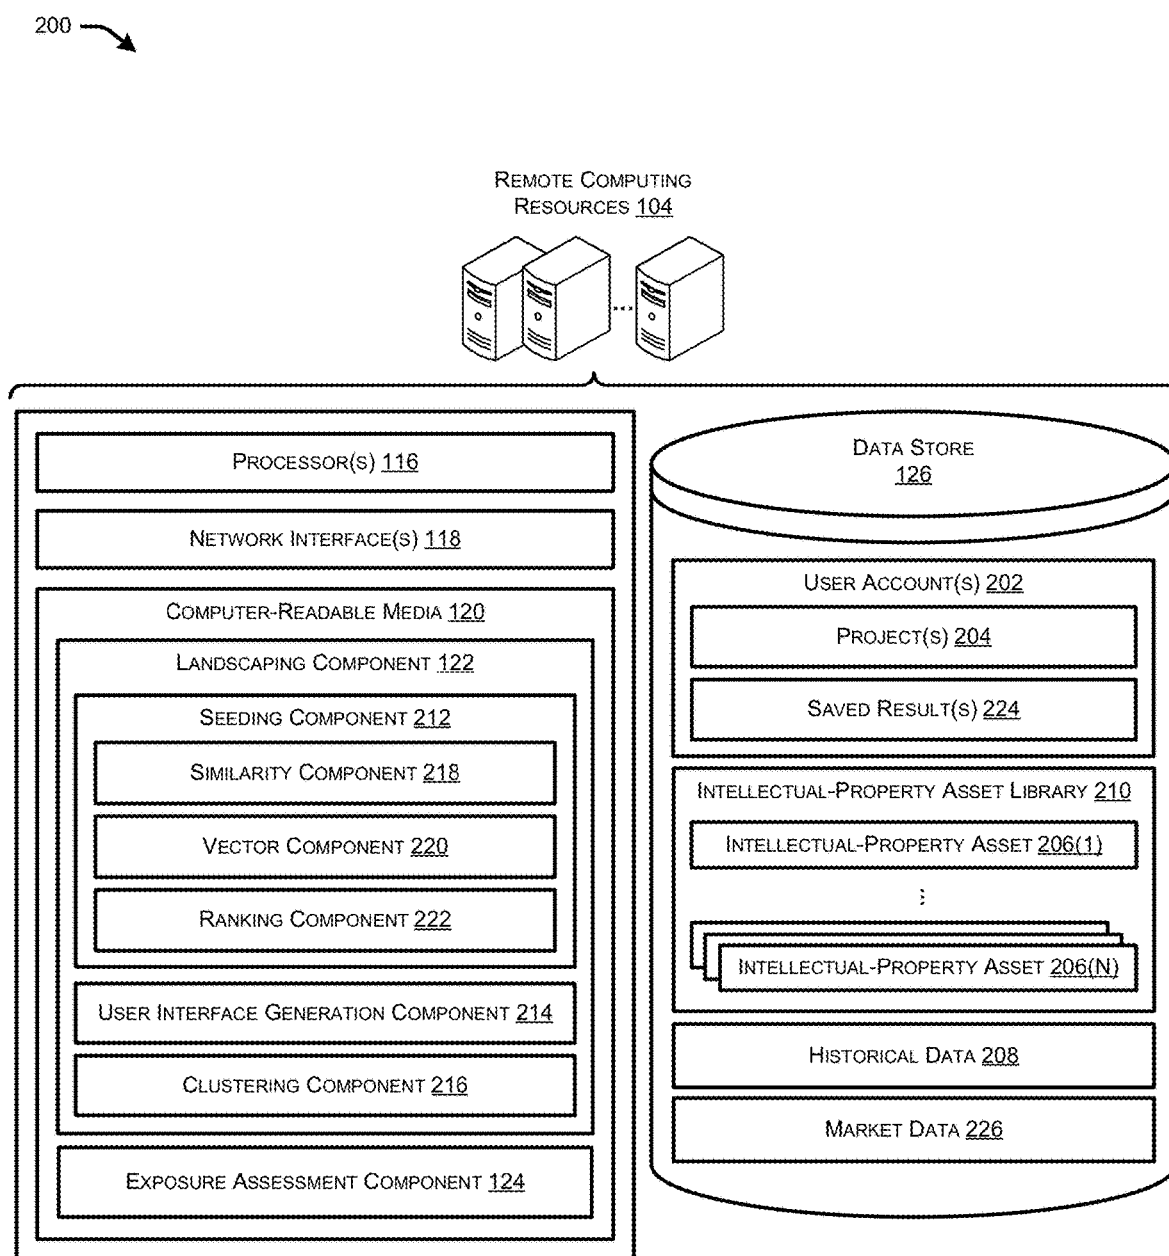 200
REMOTE COMPUTING
RESOURCES 104
...
PROCESSOR(S) 116
NETWORK INTERFACE(S) 118
COMPUTER-READABLE MEDIA 120
LANDSCAPING COMPONENT 122
SEEDING COMPONENT 212
SIMILARITY COMPONENT 218
VECTOR COMPONENT 220
RANKING COMPONENT 222
USER INTERFACE GENERATION COMPONENT 214
CLUSTERING COMPONENT 216
EXPOSURE ASSESSMENT COMPONENT 124
DATA STORE
126
USER ACCOUNT(S) 202
PROJECT(S) 204
SAVED RESULT(S) 224
INTELLECTUAL-PROPERTY ASSET LIBRARY 210
INTELLECTUAL-PROPERTY ASSET 206(1)
⋮
INTELLECTUAL-PROPERTY ASSET 206(N)
HISTORICAL DATA 208
MARKET DATA 226